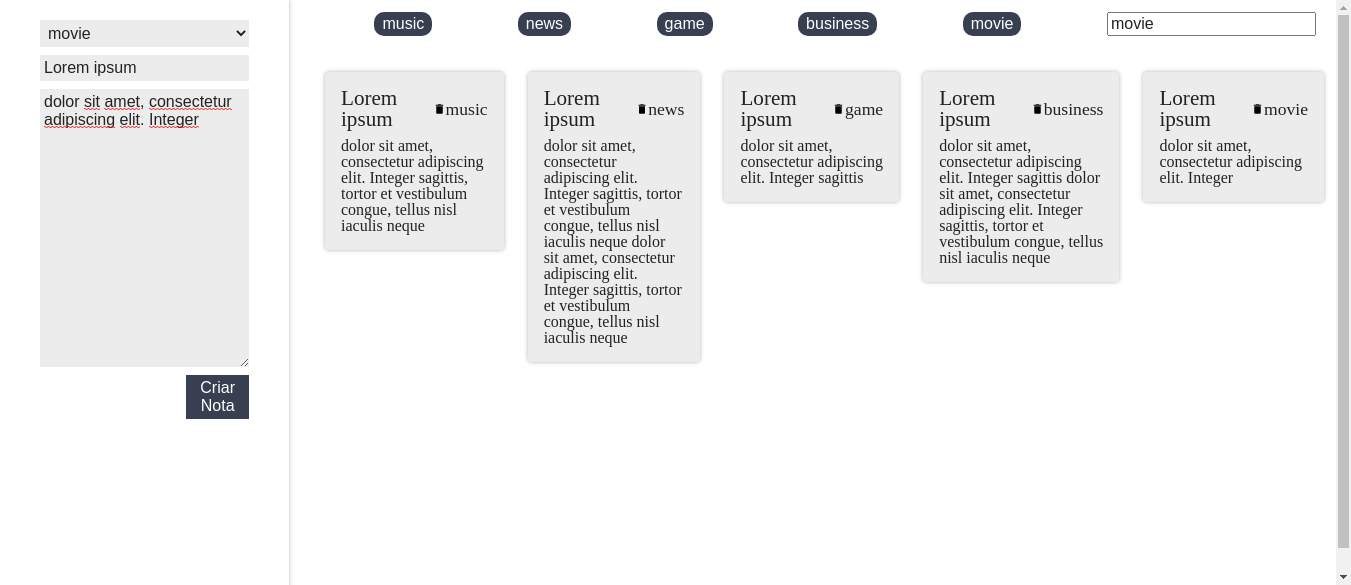 movie
Lorem ipsum
dolor sit amet, consectetur
adipiscing elit. Integer
Criar
Nota
music
news
game
business
movie
movie
Lorem
ipsum
music
dolor sit amet,
consectetur adipiscing
elit. Integer sagittis,
tortor et vestibulum
congue, tellus nisl
iaculis neque
Lorem
ipsum
news
dolor sit amet,
consectetur
adipiscing elit.
Integer sagittis, tortor
et vestibulum
congue, tellus nisl
iaculis neque dolor
sit amet, consectetur
adipiscing elit.
Integer sagittis, tortor
et vestibulum
congue, tellus nisl
iaculis neque
Lorem
ipsum
game
dolor sit amet,
consectetur adipiscing
elit. Integer sagittis
Lorem
ipsum
business
dolor sit amet,
consectetur adipiscing
elit. Integer sagittis dolor
sit amet, consectetur
adipiscing elit. Integer
sagittis, tortor et
vestibulum congue, tellus
nisl iaculis neque
Lorem
ipsum
movie
dolor sit amet,
consectetur adipiscing
elit. Integer